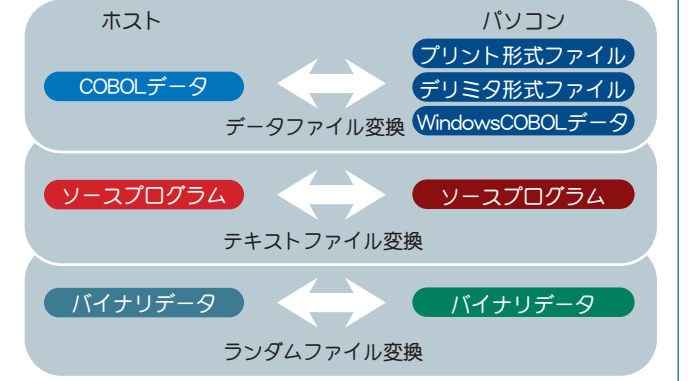 ホスト
パソコン
プリント形式ファイル
COBOLデータ
デリミタ形式ファイル
WindowsCOBOLデータ
データファイル変換
ソースプログラム
ソースプログラム
テキストファイル変換
バイナリデータ
バイナリデータ
ランダムファイル変換